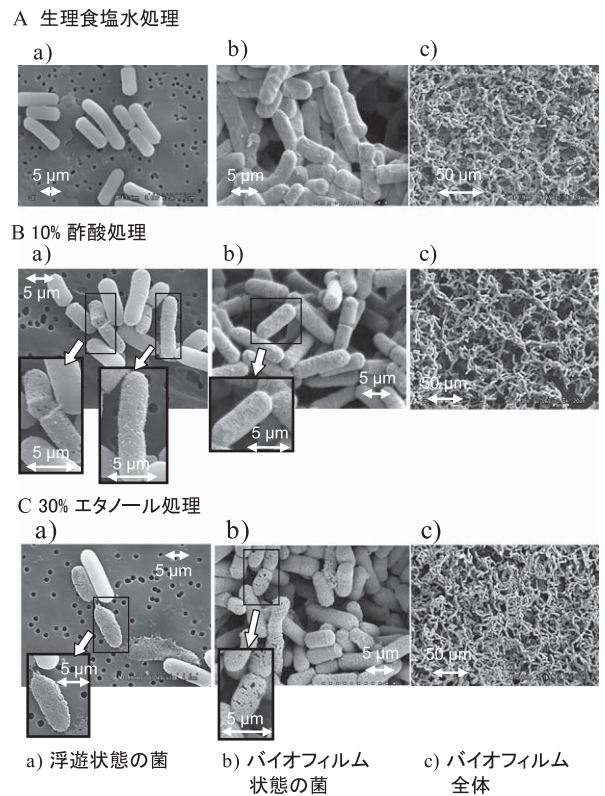 A 生理食塩水処理
a) b) c)
5 µm 5 µm 50 µm
B 10% 酢酸処理
a) b) c)
5 µm 5 µm 50 µm
5 µm 5 µm 5 µm
C 30% エタノール処理
a) b) c)
5 µm 5 µm 50 µm
5 µm 5 µm
a) 浮遊状態の菌 b) バイオフィルム c) バイオフィルム
状態の菌 全体